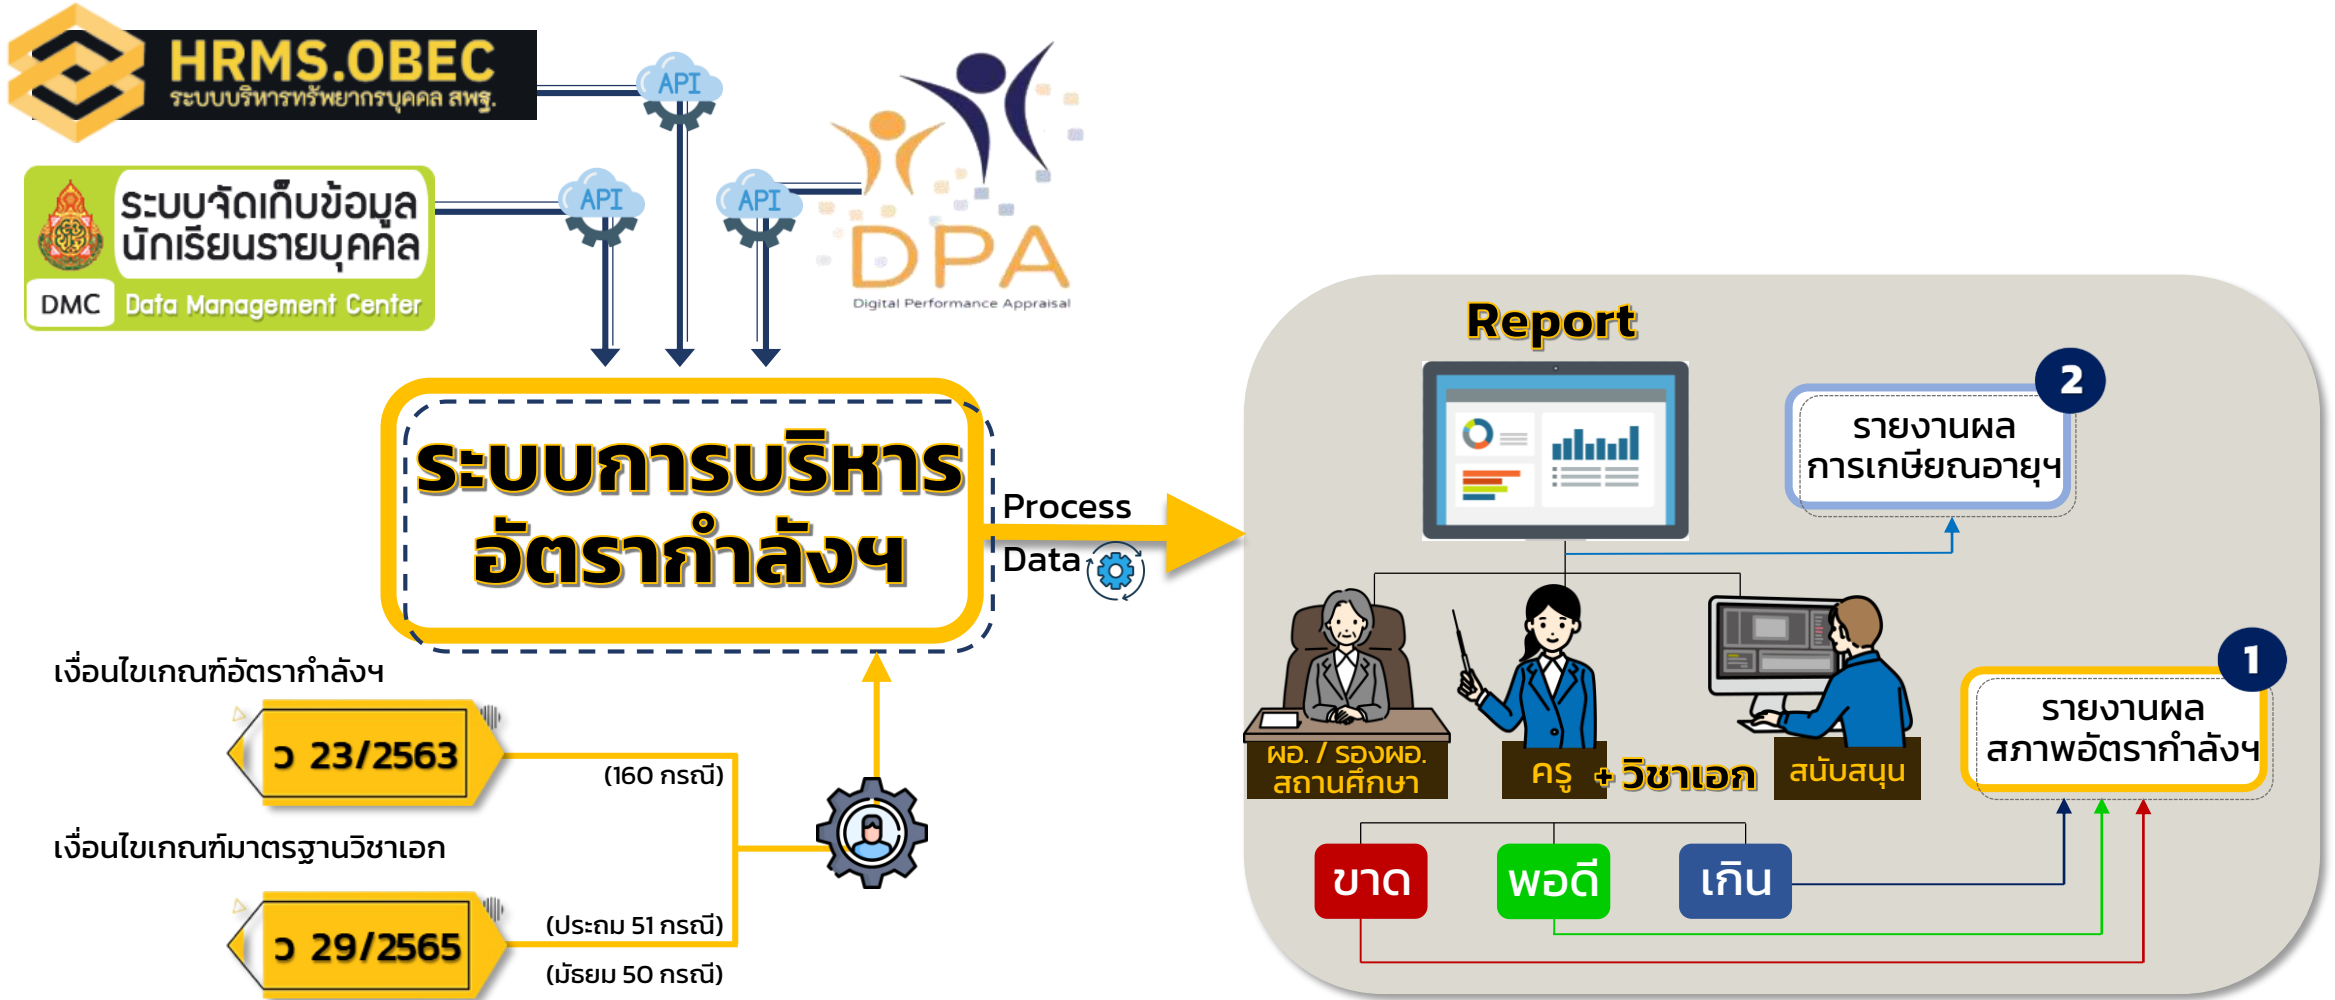 HRMS.OBEC
ระบบบริหารทรัพยากรบุคคล สพฐ.
API
ระบบจัดเก็บข้อมูล
นักเรียนรายบุคคล
DMC Data Management Center
API
API
DPA
Digital Performance Appraisal
ระบบการบริหาร
อัตรากำลังฯ
Process
Data
เงื่อนไขเกณฑ์อัตรากำลังฯ
ว 23/2563
(160 กรณี)
เงื่อนไขเกณฑ์มาตรฐานวิชาเอก
ว 29/2565
(ประถม 51 กรณี)
(มัธยม 50 กรณี)
Report
2
รายงานผล
การเกษียณอายุฯ
1
รายงานผล
สภาพอัตรากำลังฯ
ผอ. / รองผอ.
สถานศึกษา
ครู + วิชาเอก
สนับสนุน
ขาด
พอดี
เกิน